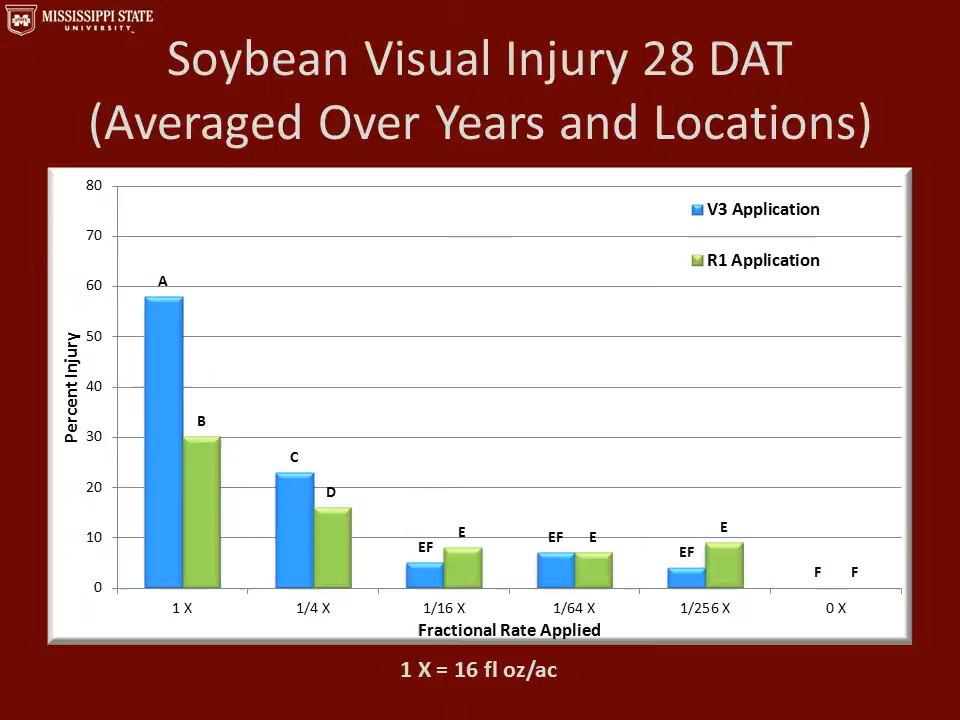 MISSISSIPPI STATE
UNIVERSITY™
Soybean Visual Injury 28 DAT
(Averaged Over Years and Locations)
80
70
60
50
40
30
20
10
0
Percent Injury
V3 Application
R1 Application
A
B
C
D
EF
E
EF
E
EF
E
F
F
1 X
1/4 X
1/16 X
1/64 X
1/256 X
0 X
Fractional Rate Applied
1 X = 16 fl oz/ac